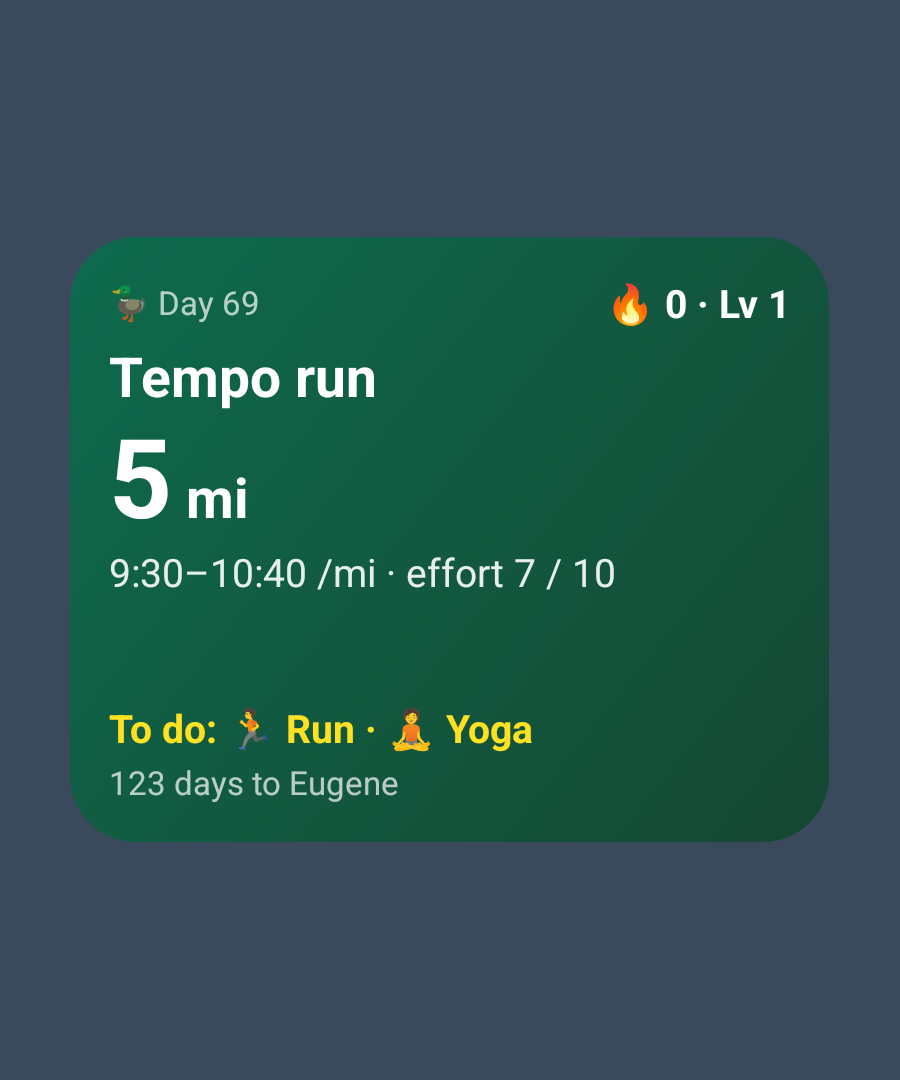 🦆 Day 69
🔥 0 · Lv 1
Tempo run
5 mi
9:30–10:40 /mi · effort 7 / 10
To do: 🏃 Run · 🧘 Yoga
123 days to Eugene